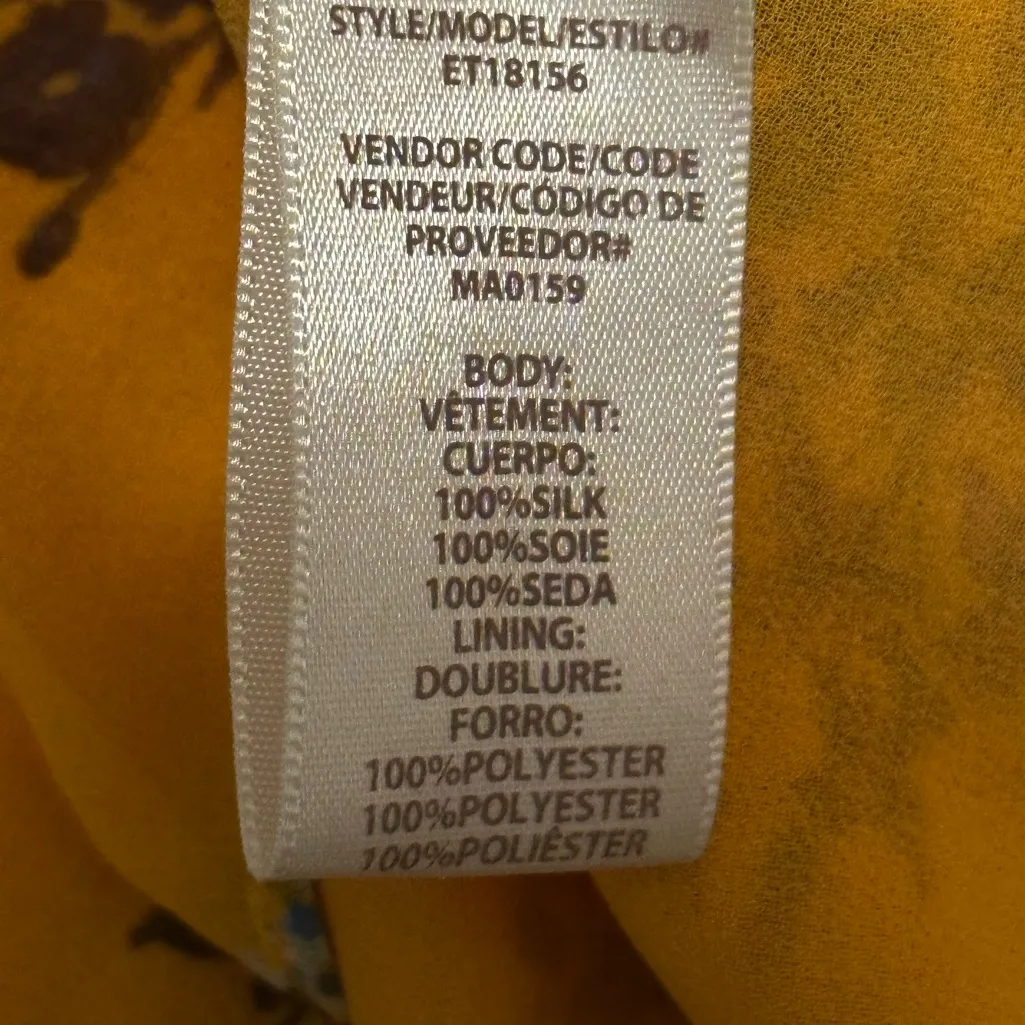 STYLE/MODEL/ESTILO#
ET18156
VENDOR CODE/CODE
VENDEUR/CÓDIGO DE
PROVEEDOR#
MA0159
BODY:
VÊTEMENT:
CUERPO:
100%SILK
100%SOIE
100%SEDA
LINING:
DOUBLURE:
FORRO:
100%POLYESTER
100%POLYESTER
100%POLIÉSTER